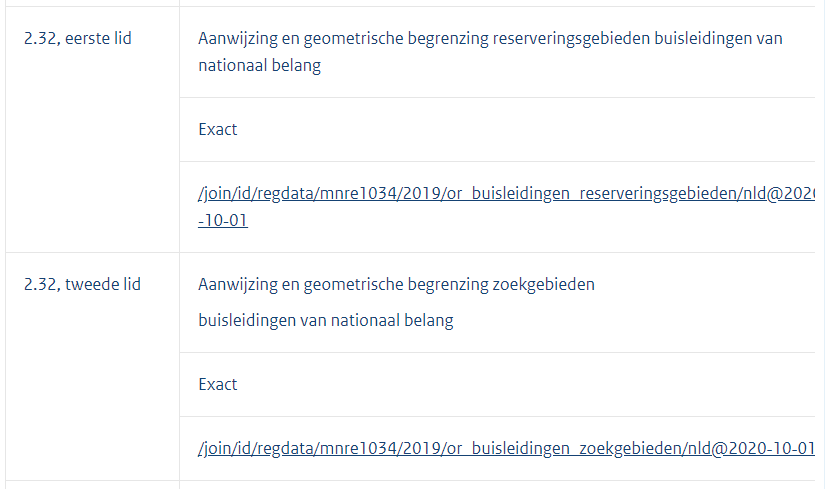 2.32, eerste lid
Aanwijzing en geometrische begrenzing reserveringsgebieden buisleidingen van
nationaal belang
Exact
/join/id/regdata/mnre1034/2019/or_buisleidingen_reserveringsgebieden/nld@202
-10-01
2.32, tweede lid
Aanwijzing en geometrische begrenzing zoekgebieden
buisleidingen van nationaal belang
Exact
/join/id/regdata/mnre1034/2019/or_buisleidingen_zoekgebieden/nld@2020-10-01